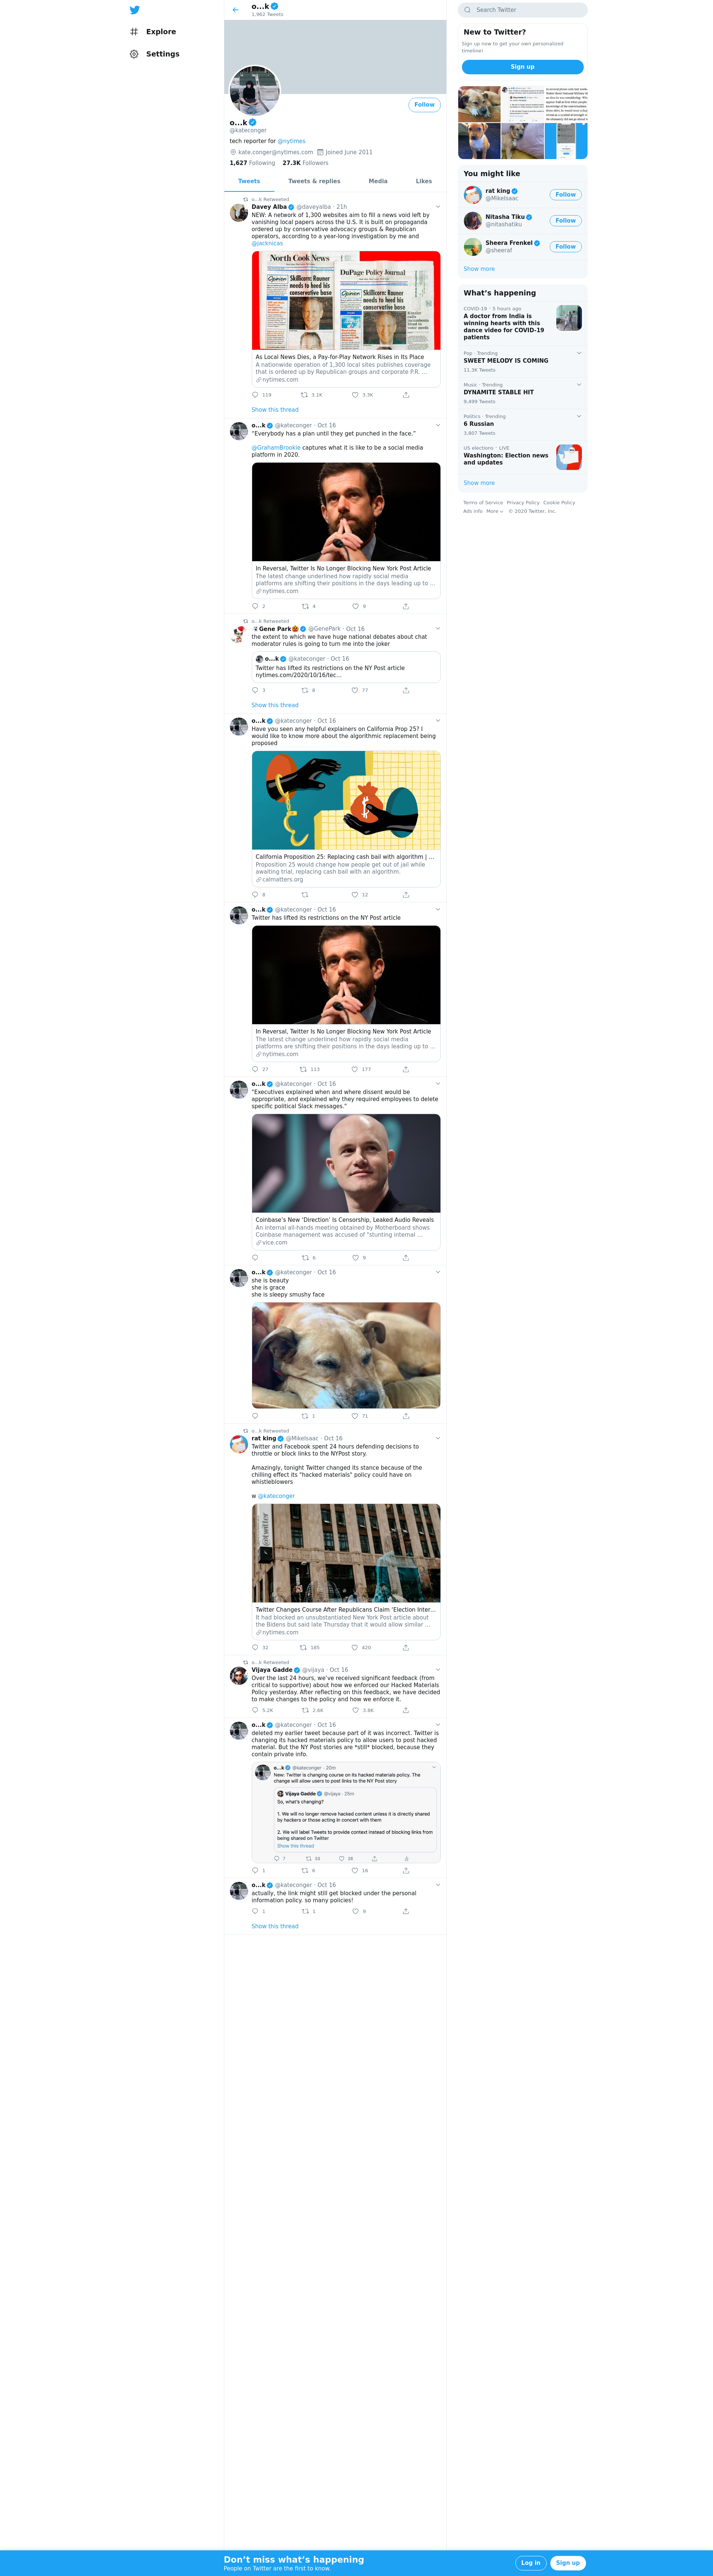 Explore
Settings
o...k
1,962 Tweets
Follow
o...k
@kateconger
tech reporter for @nytimes
kate.conger@nytimes.com Joined June 2011
1,627 Following 27.3K Followers
Tweets Tweets & replies Media Likes
o...k Retweeted
Davey Alba @daveyalba · 21h
NEW: A network of 1,300 websites aim to fill a news void left by
vanishing local papers across the U.S. It is built on propaganda
ordered up by conservative advocacy groups & Republican
operators, according to a year-long investigation by me and
@jacknicas
North Cook News
Opinion Skillicorn: Rauner needs to heed his conservative base
DuPage Policy Journal
Opinion Skillicorn: Rauner needs to heed his conservative base
As Local News Dies, a Pay-for-Play Network Rises in Its Place
A nationwide operation of 1,300 local sites publishes coverage
that is ordered up by Republican groups and corporate P.R. ...
nytimes.com
119 3.1K 3.3K
Show this thread
o...k @kateconger · Oct 16
“Everybody has a plan until they get punched in the face.”
@GrahamBrookie captures what it is like to be a social media
platform in 2020.
In Reversal, Twitter Is No Longer Blocking New York Post Article
The latest change underlined how rapidly social media
platforms are shifting their positions in the days leading up to ...
nytimes.com
2 4 9
o...k Retweeted
Gene Park @GenePark · Oct 16
the extent to which we have huge national debates about chat
moderator rules is going to turn me into the joker
o...k @kateconger · Oct 16
Twitter has lifted its restrictions on the NY Post article
nytimes.com/2020/10/16/tec...
3 8 77
Show this thread
o...k @kateconger · Oct 16
Have you seen any helpful explainers on California Prop 25? I
would like to know more about the algorithmic replacement being
proposed
California Proposition 25: Replacing cash bail with algorithm | ...
Proposition 25 would change how people get out of jail while
awaiting trial, replacing cash bail with an algorithm.
calmatters.org
8 12
o...k @kateconger · Oct 16
Twitter has lifted its restrictions on the NY Post article
In Reversal, Twitter Is No Longer Blocking New York Post Article
The latest change underlined how rapidly social media
platforms are shifting their positions in the days leading up to ...
nytimes.com
27 113 177
o...k @kateconger · Oct 16
“Executives explained when and where dissent would be
appropriate, and explained why they required employees to delete
specific political Slack messages.”
Coinbase’s New ‘Direction’ Is Censorship, Leaked Audio Reveals
An internal all-hands meeting obtained by Motherboard shows
Coinbase management was accused of "stunting internal ...
vice.com
6 9
o...k @kateconger · Oct 16
she is beauty
she is grace
she is sleepy smushy face
1 71
o...k Retweeted
rat king @MikeIsaac · Oct 16
Twitter and Facebook spent 24 hours defending decisions to
throttle or block links to the NYPost story.
Amazingly, tonight Twitter changed its stance because of the
chilling effect its "hacked materials" policy could have on
whistleblowers
w @kateconger
Twitter Changes Course After Republicans Claim ‘Election Inter...
It had blocked an unsubstantiated New York Post article about
the Bidens but said late Thursday that it would allow similar ...
nytimes.com
32 185 420
o...k Retweeted
Vijaya Gadde @vijaya · Oct 16
Over the last 24 hours, we’ve received significant feedback (from
critical to supportive) about how we enforced our Hacked Materials
Policy yesterday. After reflecting on this feedback, we have decided
to make changes to the policy and how we enforce it.
5.2K 2.6K 3.6K
o...k @kateconger · Oct 16
deleted my earlier tweet because part of it was incorrect. Twitter is
changing its hacked materials policy to allow users to post hacked
material. But the NY Post stories are *still* blocked, because they
contain private info.
o...k @kateconger · 20m
New: Twitter is changing course on its hacked materials policy. The
change will allow users to post links to the NY Post story
Vijaya Gadde @vijaya · 25m
So, what's changing?
1. We will no longer remove hacked content unless it is directly shared
by hackers or those acting in concert with them
2. We will label Tweets to provide context instead of blocking links from
being shared on Twitter
Show this thread
1 6 18
o...k @kateconger · Oct 16
actually, the link might still get blocked under the personal
information policy. so many policies!
1 1 9
Show this thread
Search Twitter
New to Twitter?
Sign up now to get your own personalized
timeline!
Sign up
You might like
rat king
@MikeIsaac
Follow
Nitasha Tiku
@nitashatiku
Follow
Sheera Frenkel
@sheeraf
Follow
Show more
What’s happening
COVID-19 · 5 hours ago
A doctor from India is
winning hearts with this
dance video for COVID-19
patients
Pop · Trending
SWEET MELODY IS COMING
11.3K Tweets
Music · Trending
DYNAMITE STABLE HIT
9,499 Tweets
Politics · Trending
6 Russian
3,807 Tweets
US elections · LIVE
Washington: Election news
and updates
Show more
Terms of Service Privacy Policy Cookie Policy
Ads info More © 2020 Twitter, Inc.
Don’t miss what’s happening
People on Twitter are the first to know.
Log in Sign up